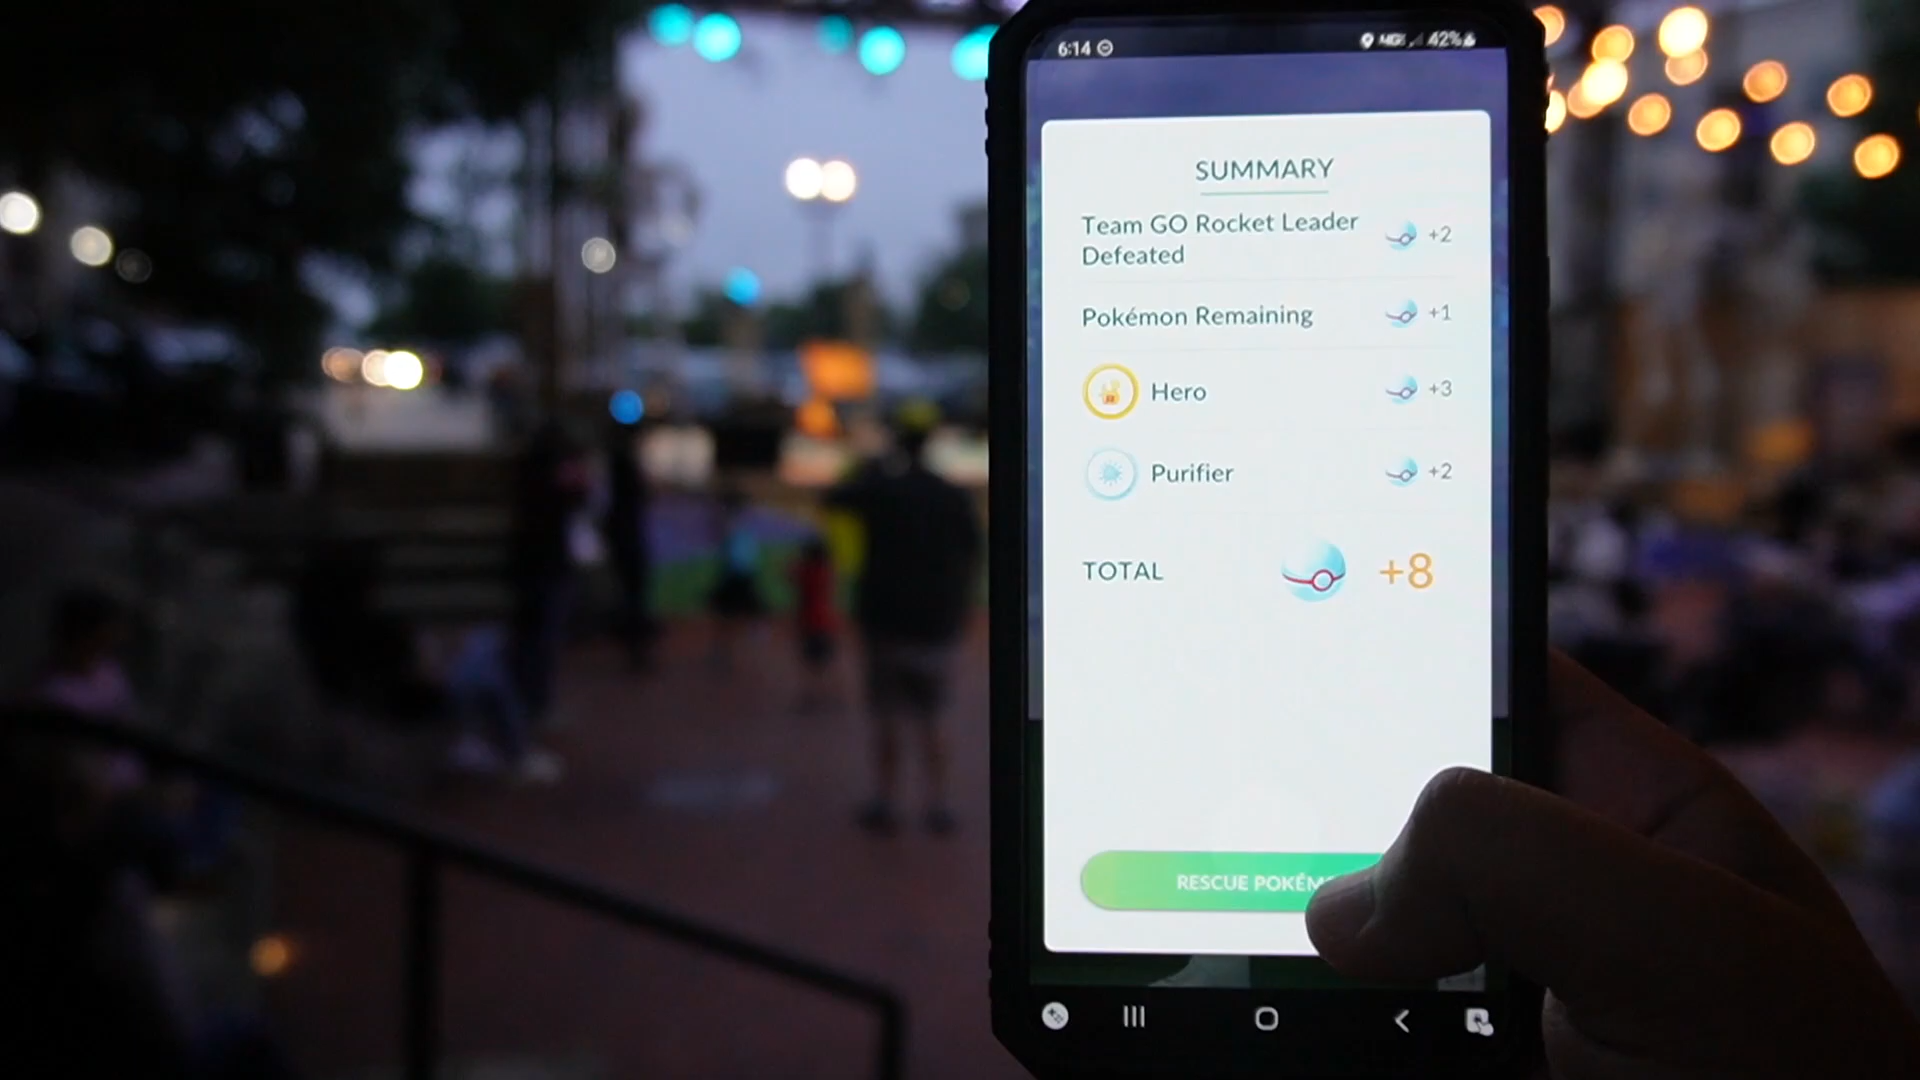 6:14
42%
SUMMARY
Team GO Rocket Leader
Defeated
+2
Pokémon Remaining
+1
Hero
+3
Purifier
+2
TOTAL
+8
RESCUE POKÉM